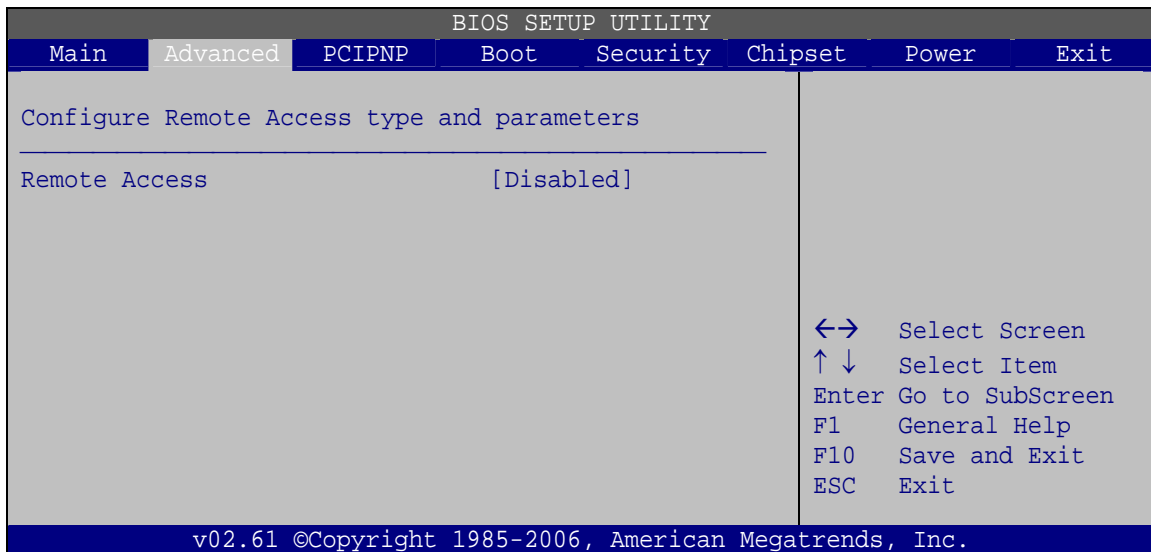 BIOS SETUP UTILITY
Main Advanced PCIPNP Boot Security Chipset Power Exit
Configure Remote Access type and parameters
Remote Access [Disabled]
←→ Select Screen
↑ ↓ Select Item
Enter Go to SubScreen
F1 General Help
F10 Save and Exit
ESC Exit
v02.61 ©Copyright 1985-2006, American Megatrends, Inc.